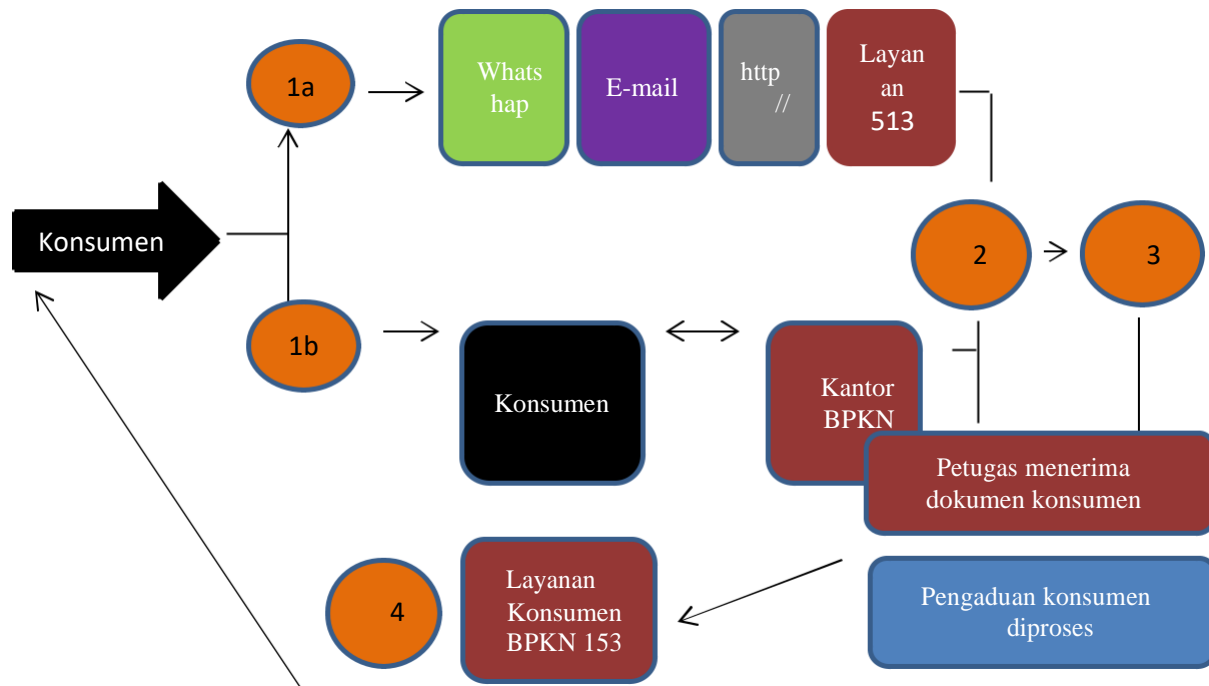 1a
Whats
hap
E-mail
http
//
Layan
an
513
Konsumen
2
3
1b
Konsumen
Kantor
BPKN
Petugas menerima
dokumen konsumen
4
Layanan
Konsumen
BPKN 153
Pengaduan konsumen
diproses